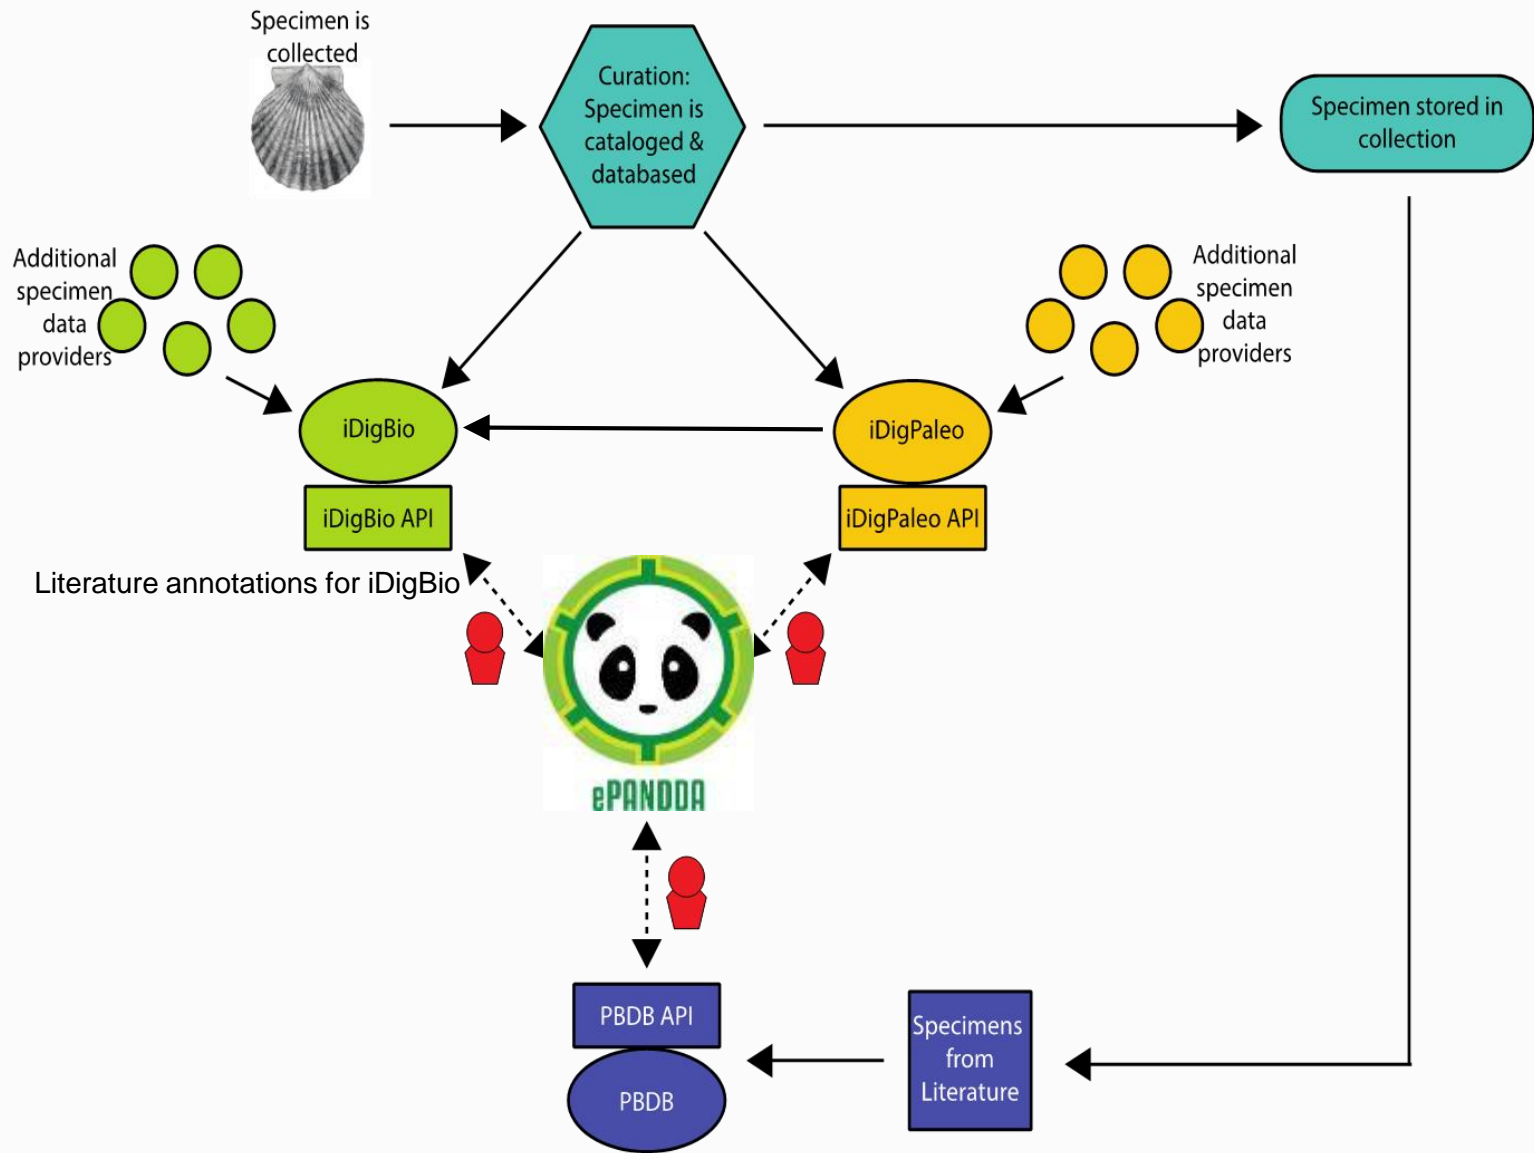 Specimen is
collected
Curation:
Specimen is
cataloged &
databased
Specimen stored in
collection
Additional
specimen
data
providers
Additional
specimen
data
providers
iDigBio
iDigPaleo
iDigBio API
iDigPaleo API
Literature annotations for iDigBio
ePANDDA
PBDB API
PBDB
Specimens
from
Literature